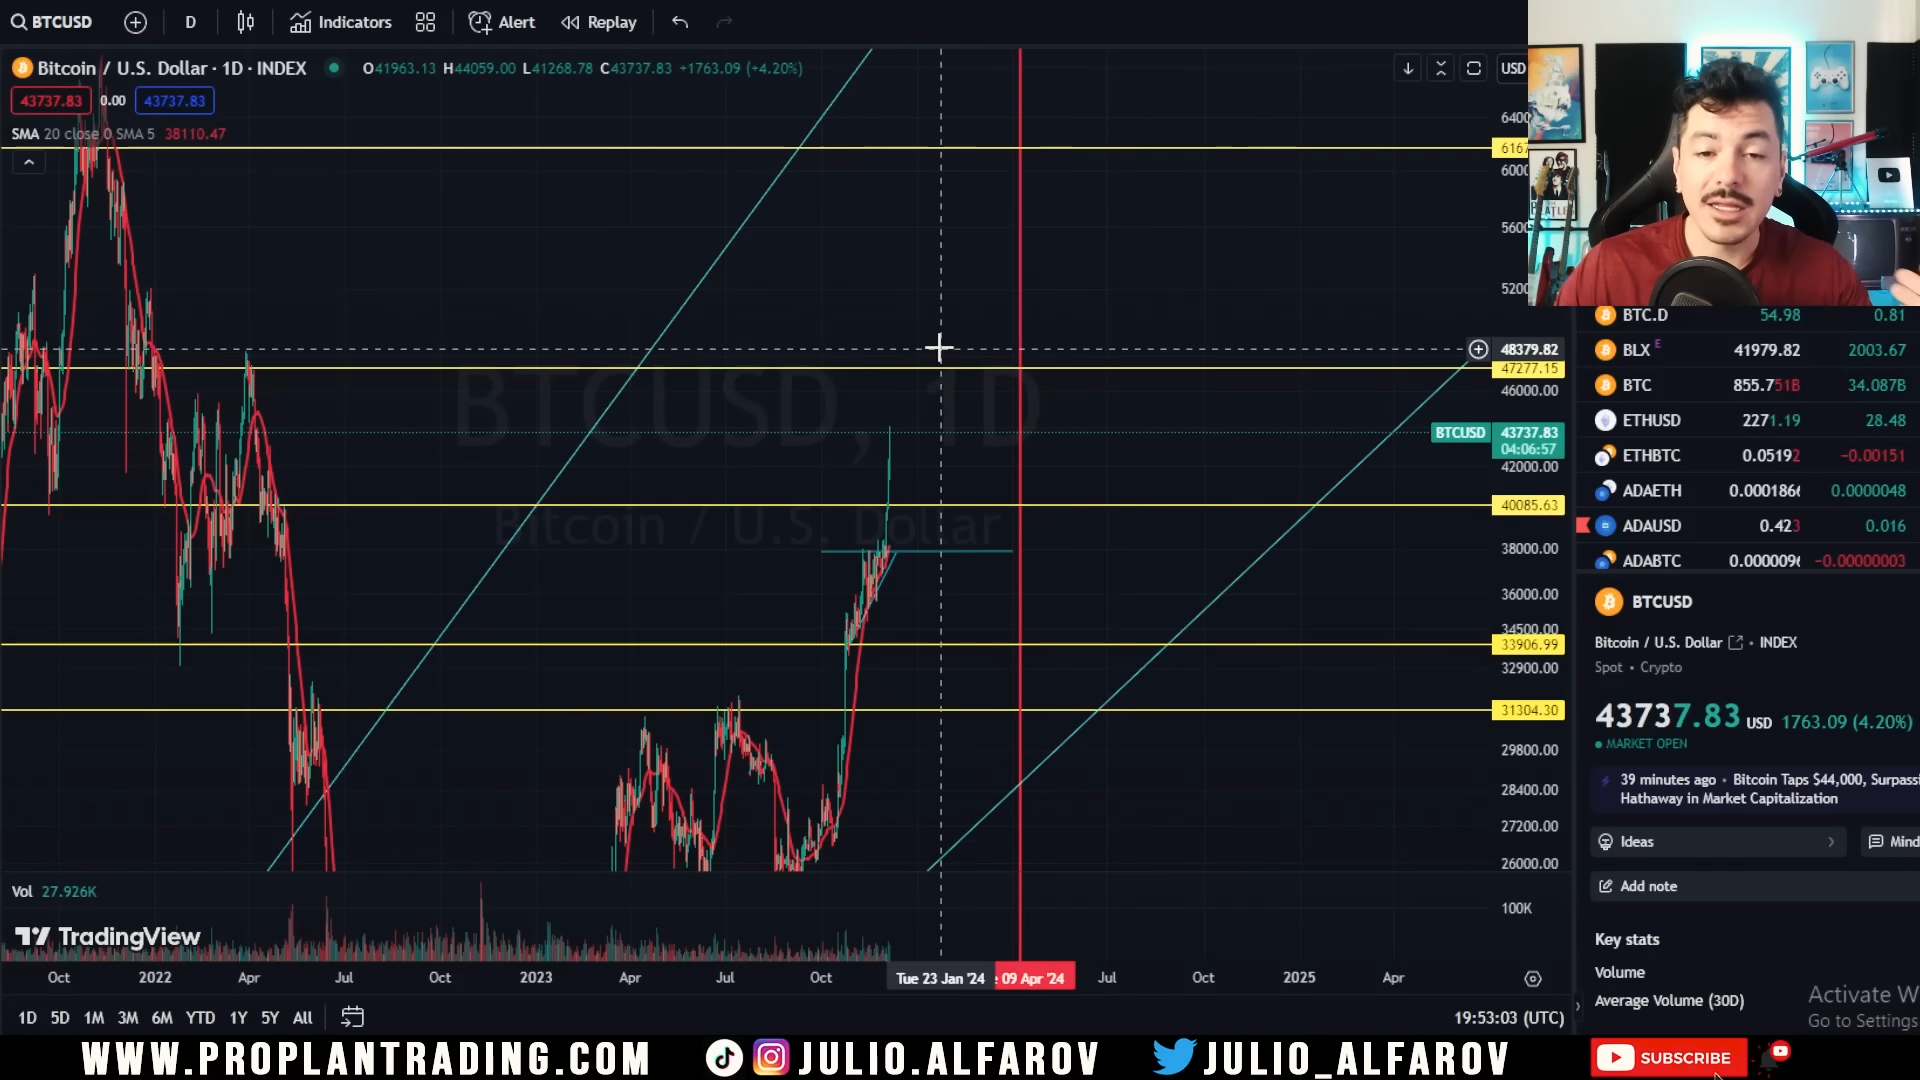 BTCUSD D Indicators Alert Replay
Bitcoin / U.S. Dollar · 1D · INDEX O41963.13 H44059.00 L41268.78 C43737.83 +1763.09 (+4.20%) USD
43737.83 0.00 43737.83
SMA 20 close 0 SMA 5 38110.47
BTCUSD, 1D
Bitcoin / U.S. Dollar
48379.82
47277.15
46000.00
BTCUSD 43737.83
04:06:57
42000.00
40085.63
38000.00
36000.00
34500.00
33906.99
32900.00
31304.30
29800.00
28400.00
27200.00
26000.00
Vol 27.926K
100K
TradingView
Oct 2022 Apr Jul Oct 2023 Apr Jul Oct Tue 23 Jan '24 09 Apr '24 Jul Oct 2025 Apr
1D 5D 1M 3M 6M YTD 1Y 5Y All 19:53:03 (UTC)
BTC.D 54.98 0.81
BLX E 41979.82 2003.67
BTC 855.751B 34.087B
ETHUSD 2271.19 28.48
ETHBTC 0.05192 −0.00151
ADAETH 0.0001866 0.0000048
ADAUSD 0.423 0.016
ADABTC 0.0000096 −0.00000003
BTCUSD
Bitcoin / U.S. Dollar · INDEX
Spot • Crypto
43737.83 USD 1763.09 (4.20%)
MARKET OPEN
39 minutes ago • Bitcoin Taps $44,000, Surpassi
Hathaway in Market Capitalization
Ideas Mind
Add note
Key stats
Volume
Average Volume (30D)
Activate W
Go to Settings
WWW.PROPLANTRADING.COM JULIO.ALFAROV JULIO_ALFAROV SUBSCRIBE